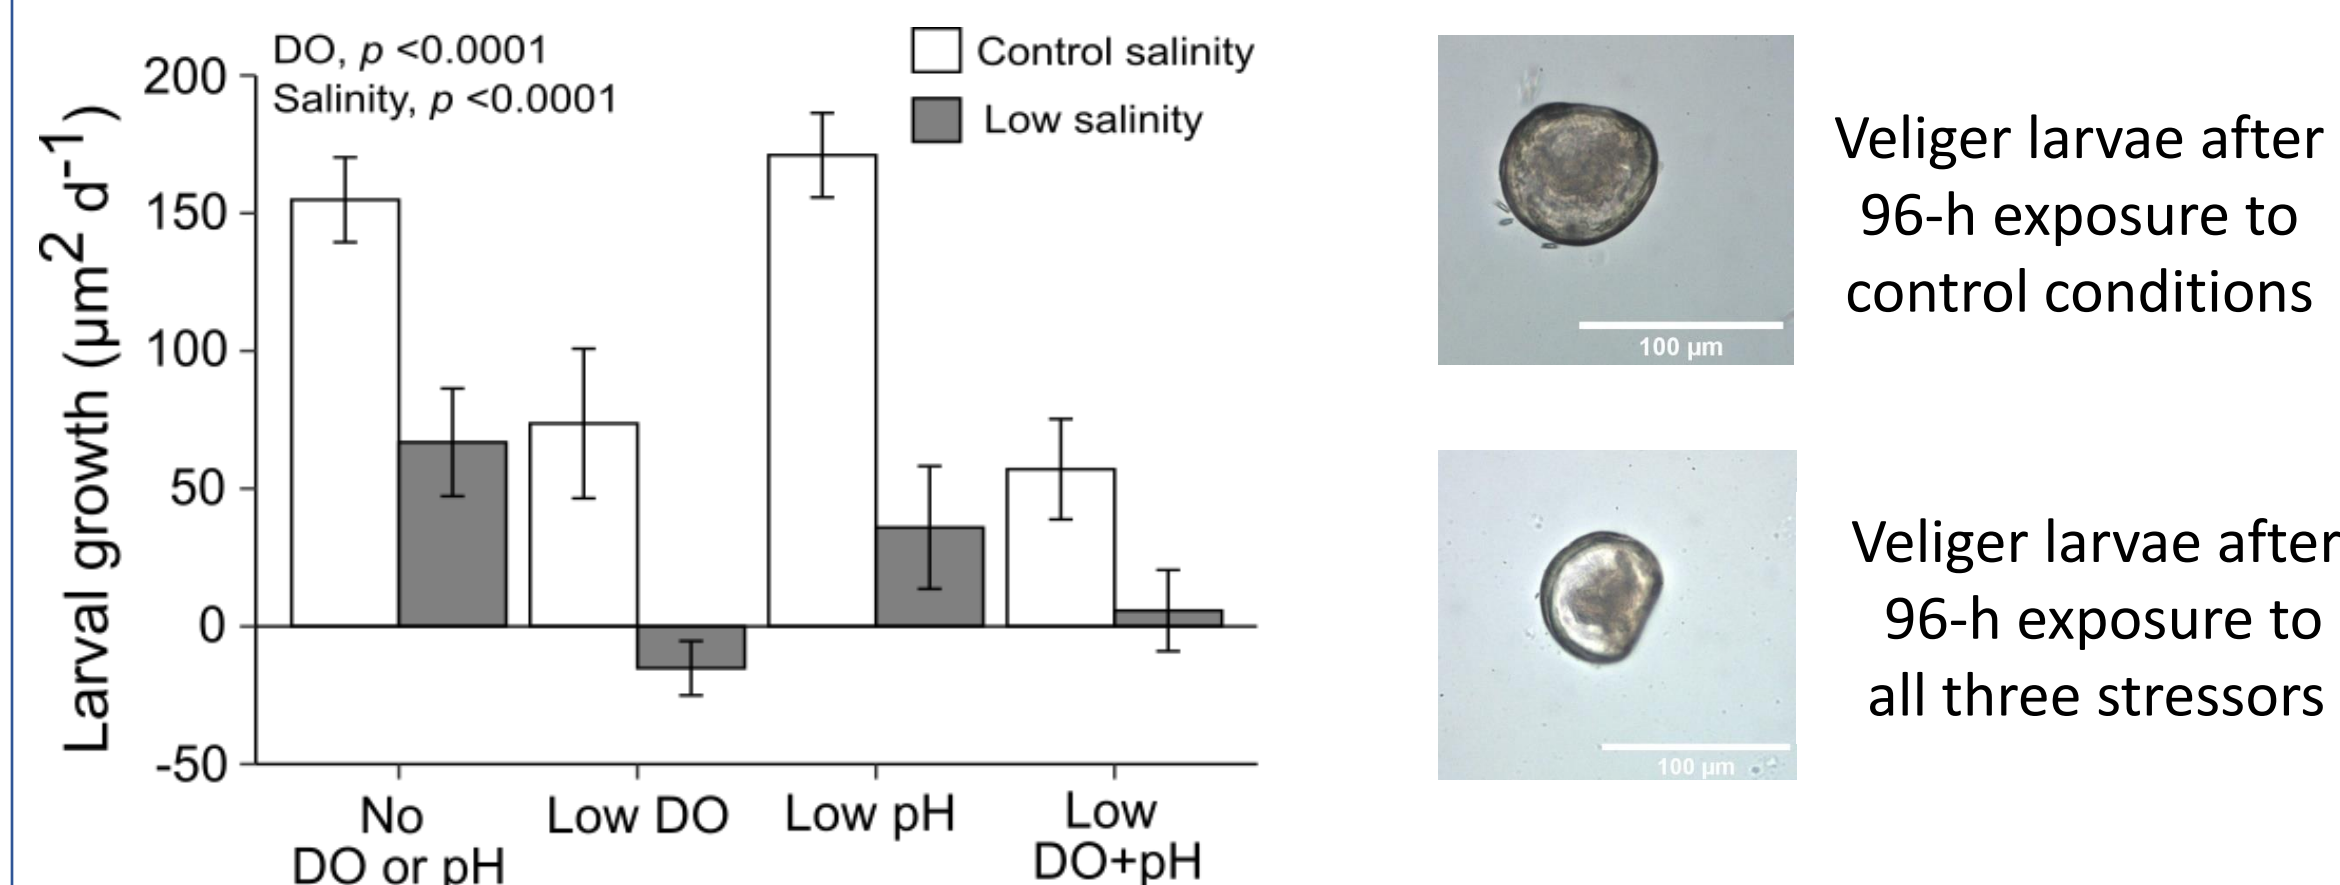 DO, p <0.0001
Salinity, p <0.0001
Control salinity
Low salinity
Larval growth (µm² d⁻¹)
200
150
100
50
0
-50
No
DO or pH
Low DO
Low pH
Low
DO+pH
100 µm
Veliger larvae after
96-h exposure to
control conditions
100 µm
Veliger larvae after
96-h exposure to
all three stressors